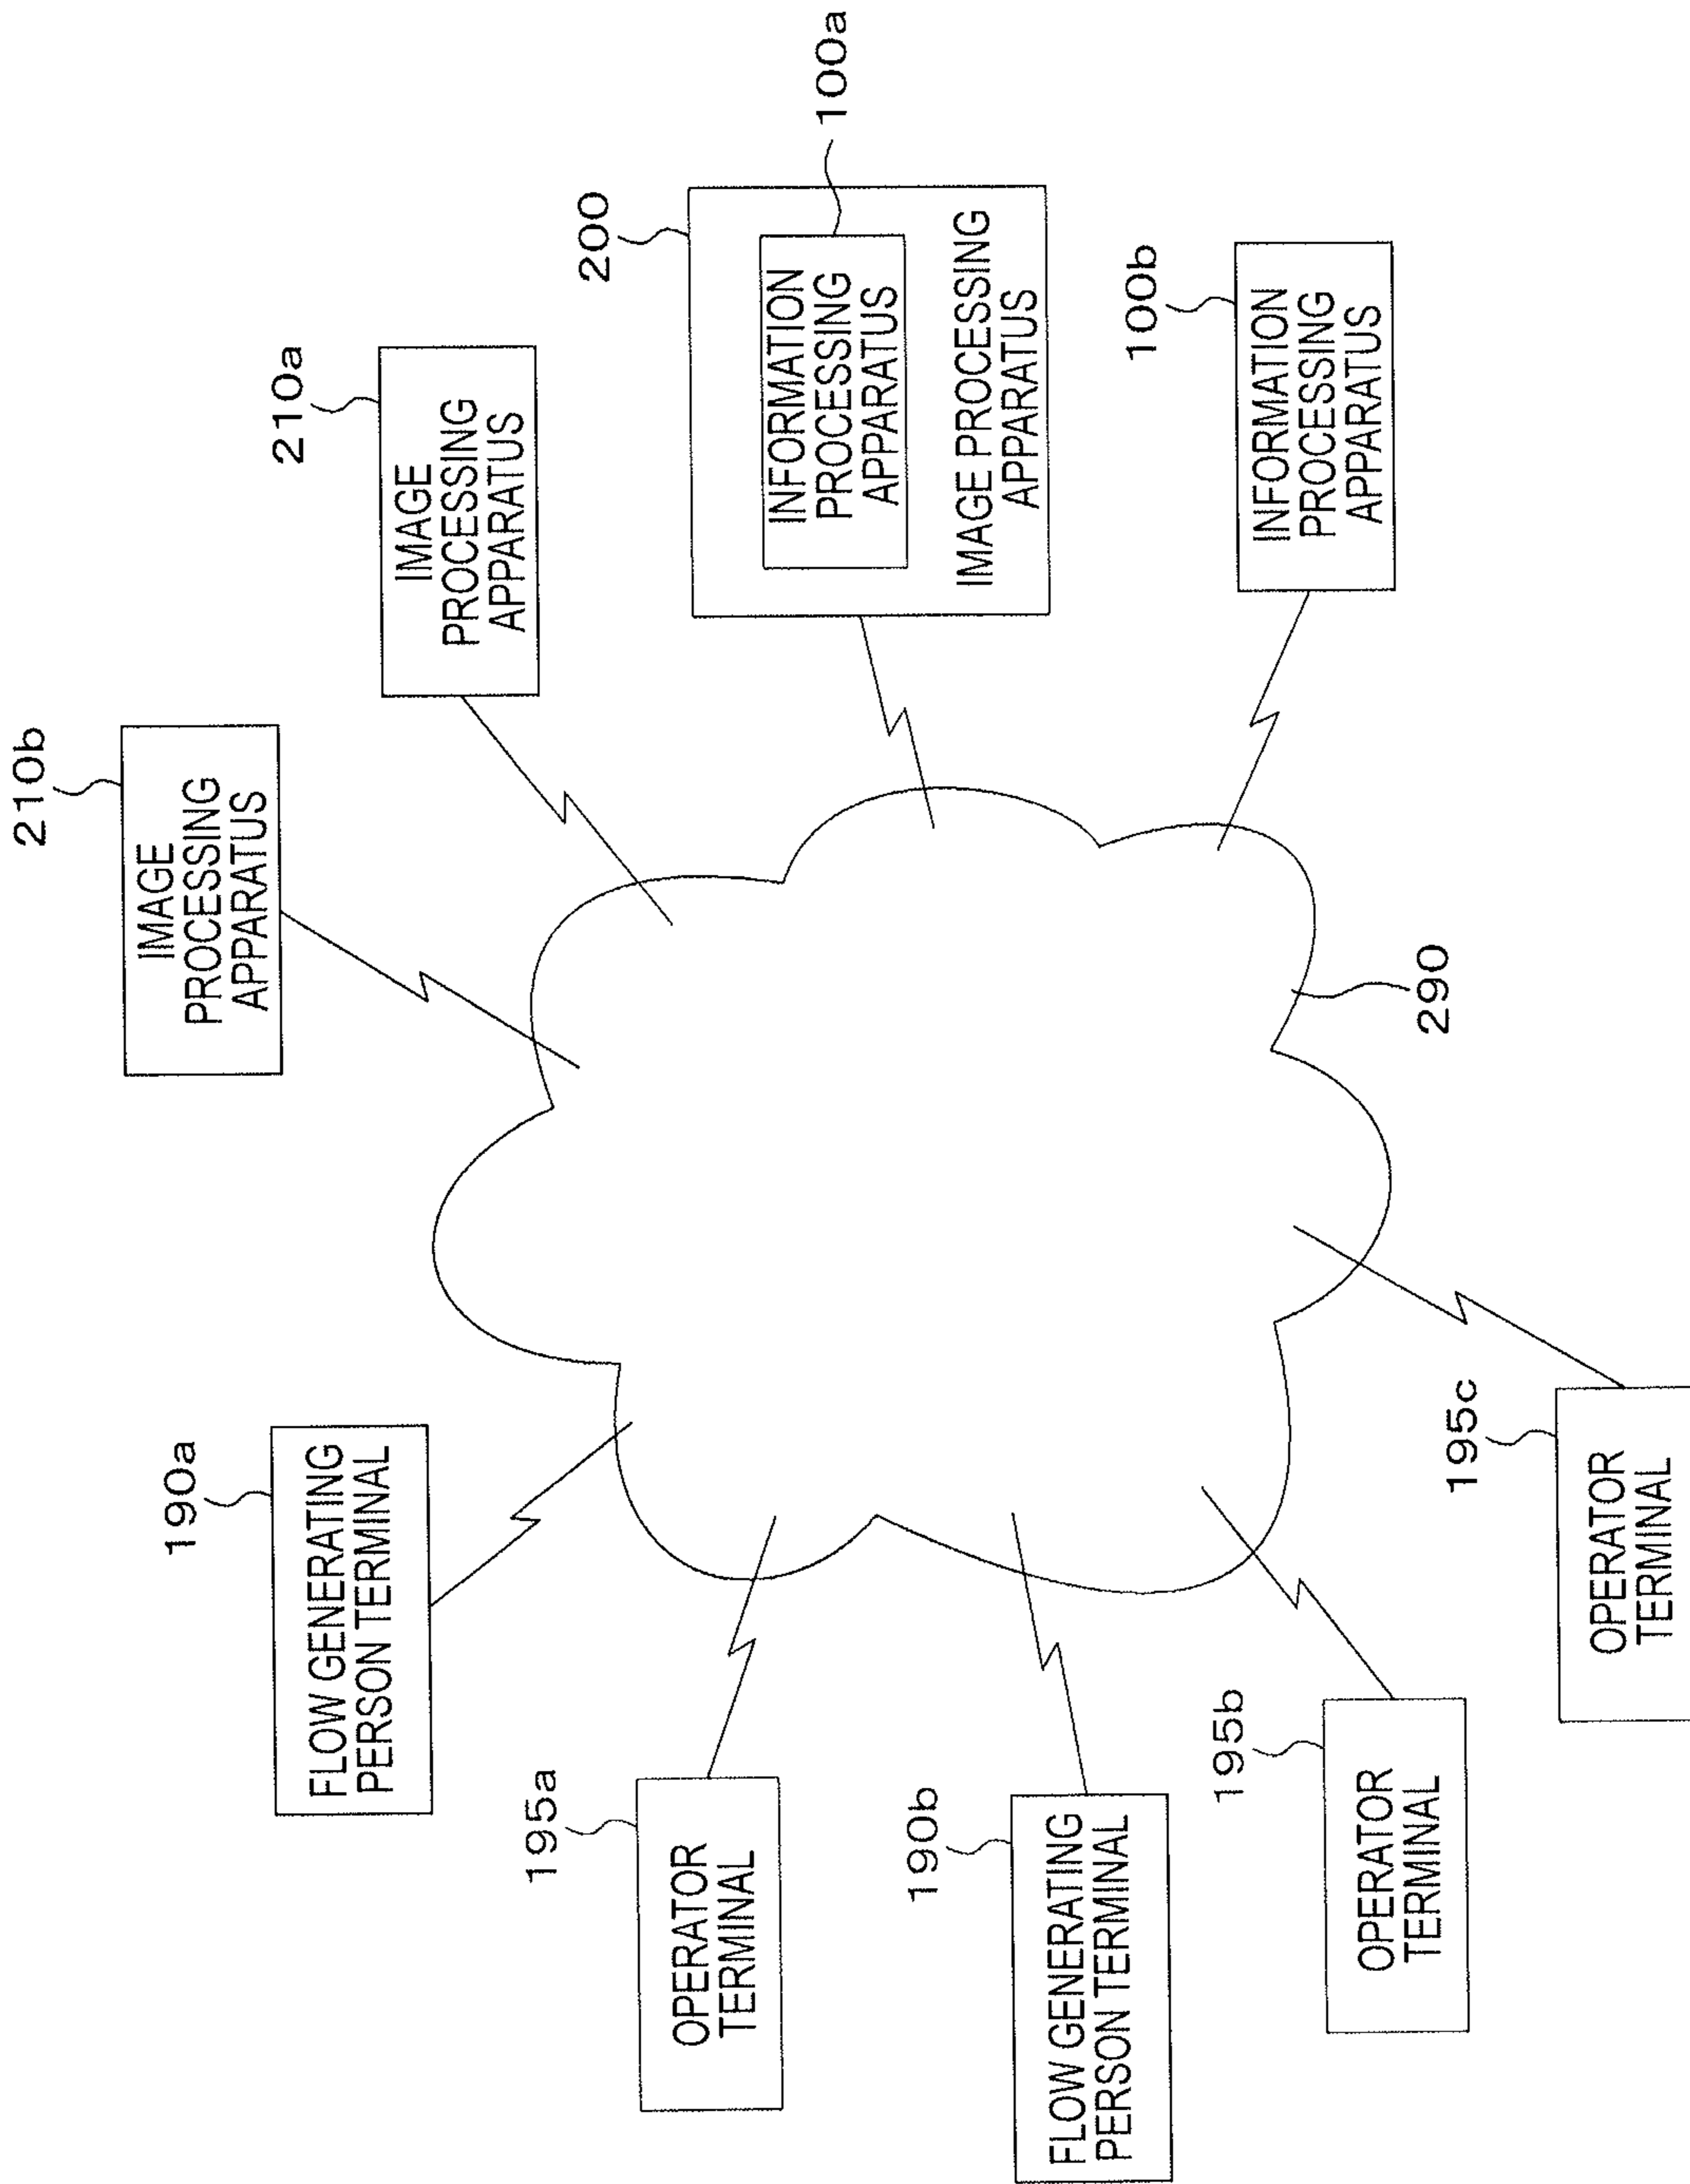 210b
IMAGE
PROCESSING
APPARATUS
210a
IMAGE
PROCESSING
APPARATUS
200
100a
INFORMATION
PROCESSING
APPARATUS
IMAGE PROCESSING
APPARATUS
100b
INFORMATION
PROCESSING
APPARATUS
290
190a
FLOW GENERATING
PERSON TERMINAL
195a
OPERATOR
TERMINAL
190b
FLOW GENERATING
PERSON TERMINAL
195b
OPERATOR
TERMINAL
195c
OPERATOR
TERMINAL